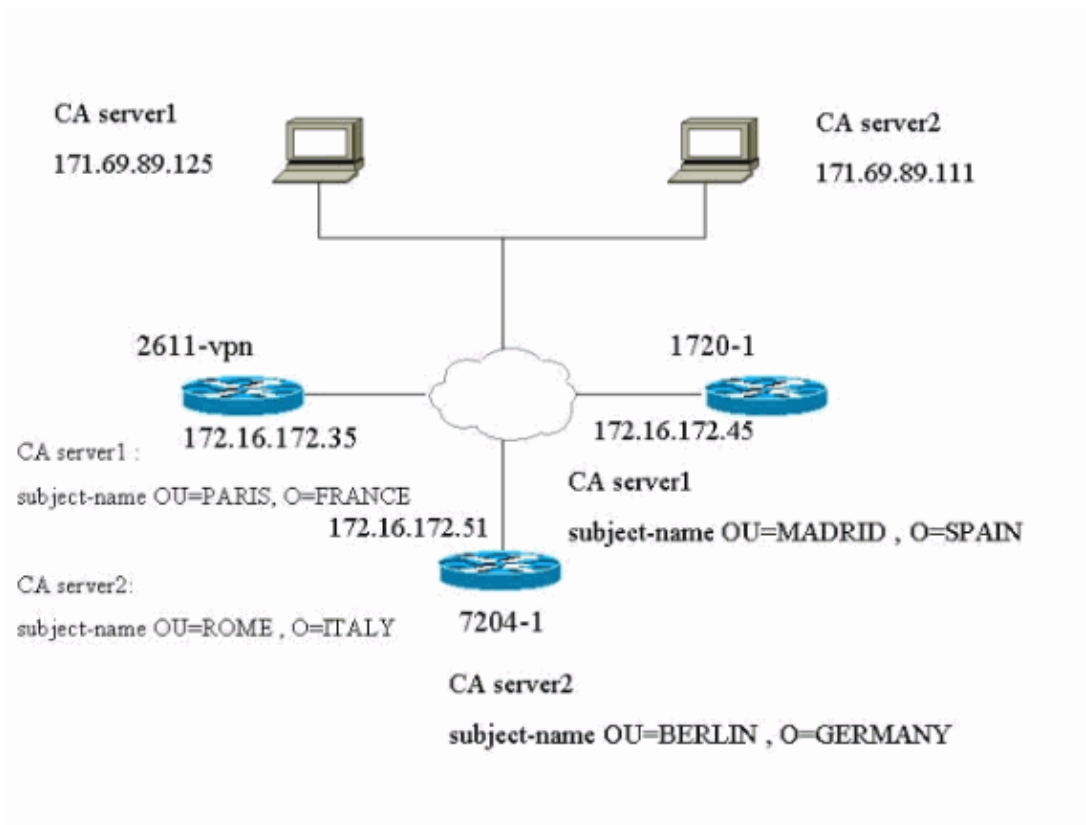 CA server1
171.69.89.125
CA server2
171.69.89.111
2611-vpn
172.16.172.35
CA server1 :
subject-name OU=PARIS, O=FRANCE
CA server2:
subject-name OU=ROME , O=ITALY
1720-1
172.16.172.45
CA server1
subject-name OU=MADRID , O=SPAIN
172.16.172.51
7204-1
CA server2
subject-name OU=BERLIN , O=GERMANY